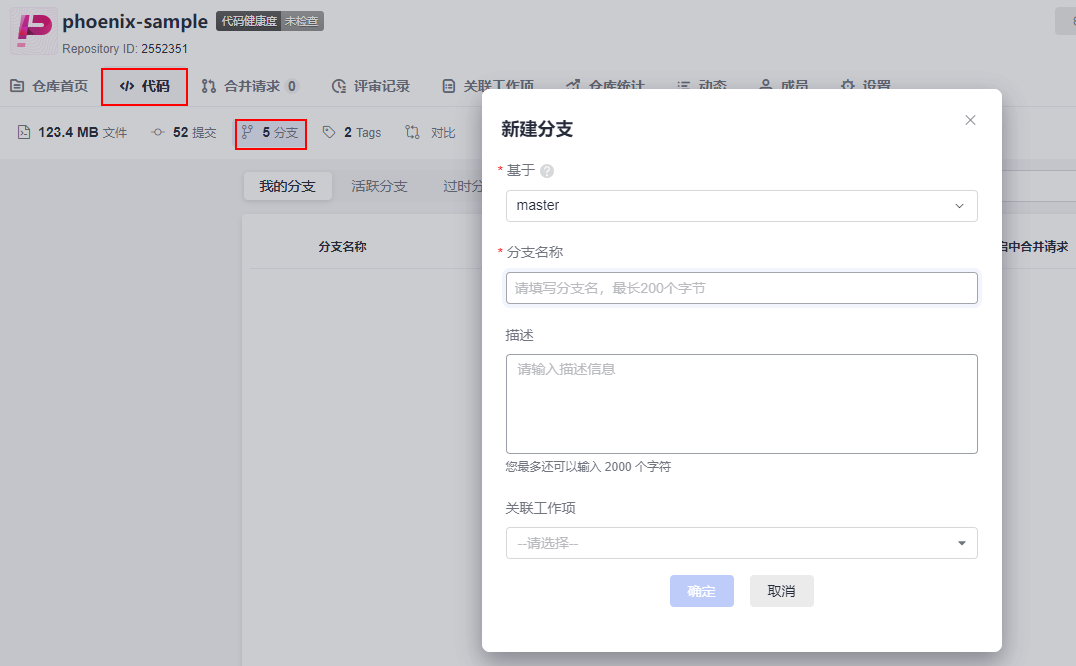 phoenix-sample 代码健康度 未检查
Repository ID: 2552351
仓库首页 代码 合并请求 0 评审记录 关联工作项 仓库统计 动态 成员 设置
123.4 MB 文件 52 提交 5 分支 2 Tags 对比
我的分支 活跃分支 过时分
分支名称 中合并请求
新建分支
* 基于 ?
master
* 分支名称
请填写分支名，最长200个字节
描述
请输入描述信息
您最多还可以输入 2000 个字符
关联工作项
--请选择--
确定 取消